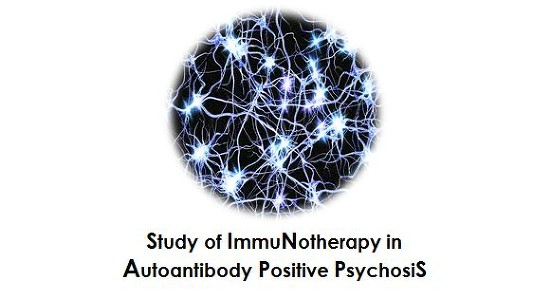 Study of ImmuNotherapy in
Autoantibody Positive PsychosiS